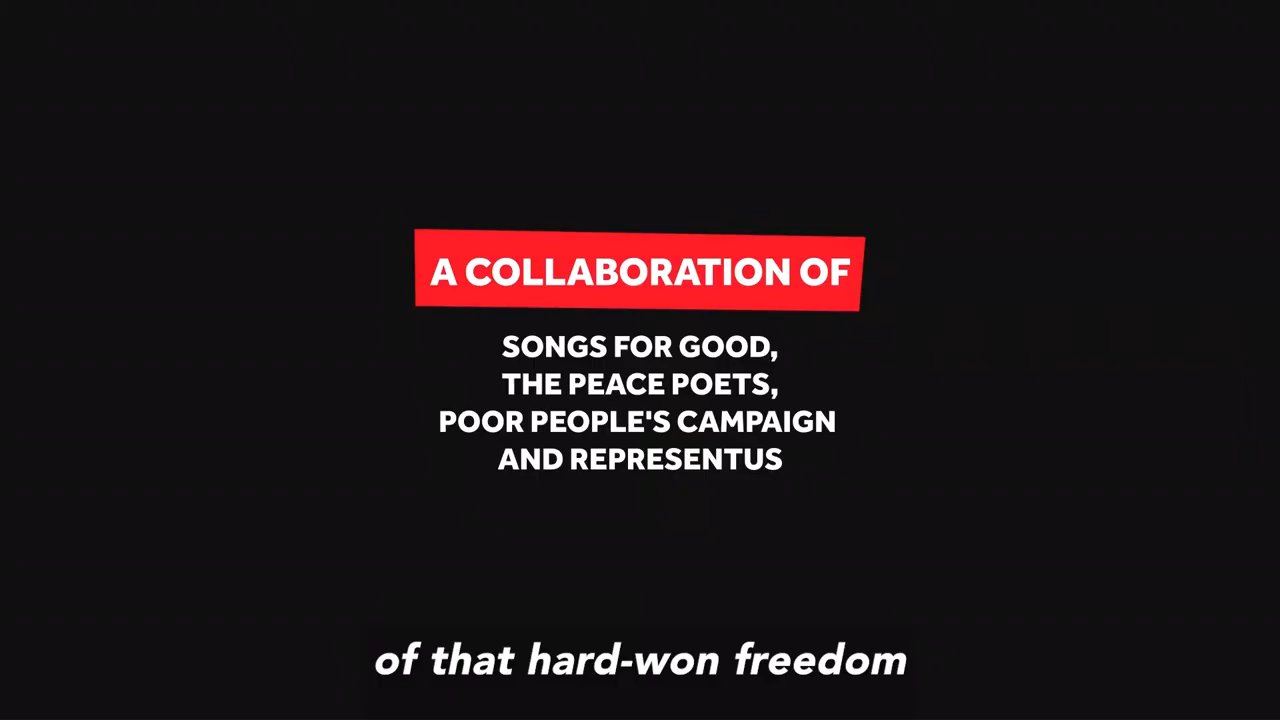 A COLLABORATION OF
SONGS FOR GOOD,
THE PEACE POETS,
POOR PEOPLE'S CAMPAIGN
AND REPRESENTUS
of that hard-won freedom